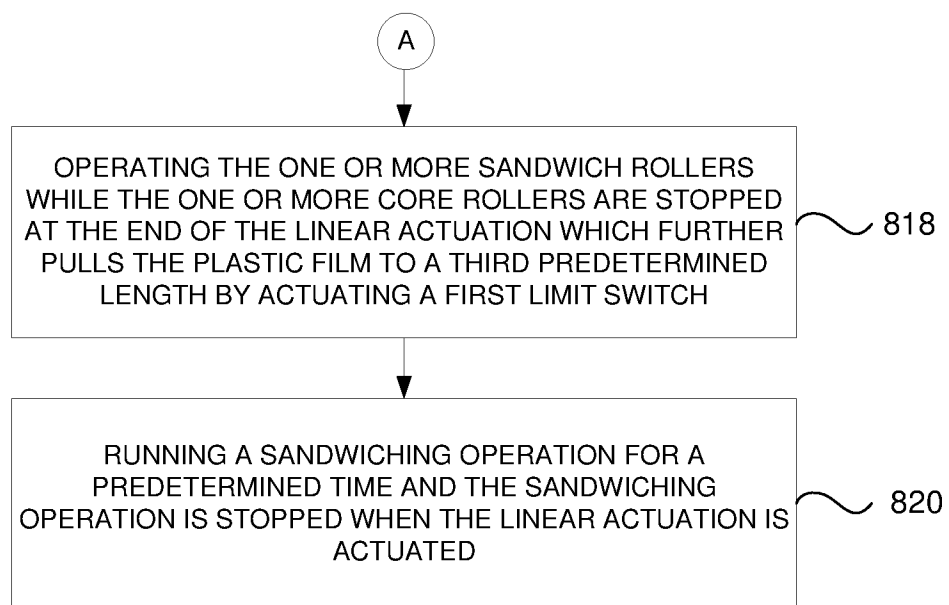 A
OPERATING THE ONE OR MORE SANDWICH ROLLERS
WHILE THE ONE OR MORE CORE ROLLERS ARE STOPPED
AT THE END OF THE LINEAR ACTUATION WHICH FURTHER
PULLS THE PLASTIC FILM TO A THIRD PREDETERMINED
LENGTH BY ACTUATING A FIRST LIMIT SWITCH
818
RUNNING A SANDWICHING OPERATION FOR A
PREDETERMINED TIME AND THE SANDWICHING
OPERATION IS STOPPED WHEN THE LINEAR ACTUATION IS
ACTUATED
820